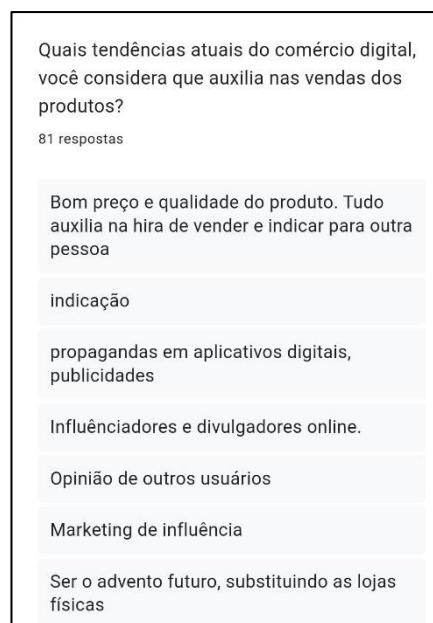 Quais tendências atuais do comércio digital,
você considera que auxilia nas vendas dos
produtos?
81 respostas
Bom preço e qualidade do produto. Tudo
auxilia na hira de vender e indicar para outra
pessoa
indicação
propagandas em aplicativos digitais,
publicidades
Influênciadores e divulgadores online.
Opinião de outros usuários
Marketing de influência
Ser o advento futuro, substituindo as lojas
físicas